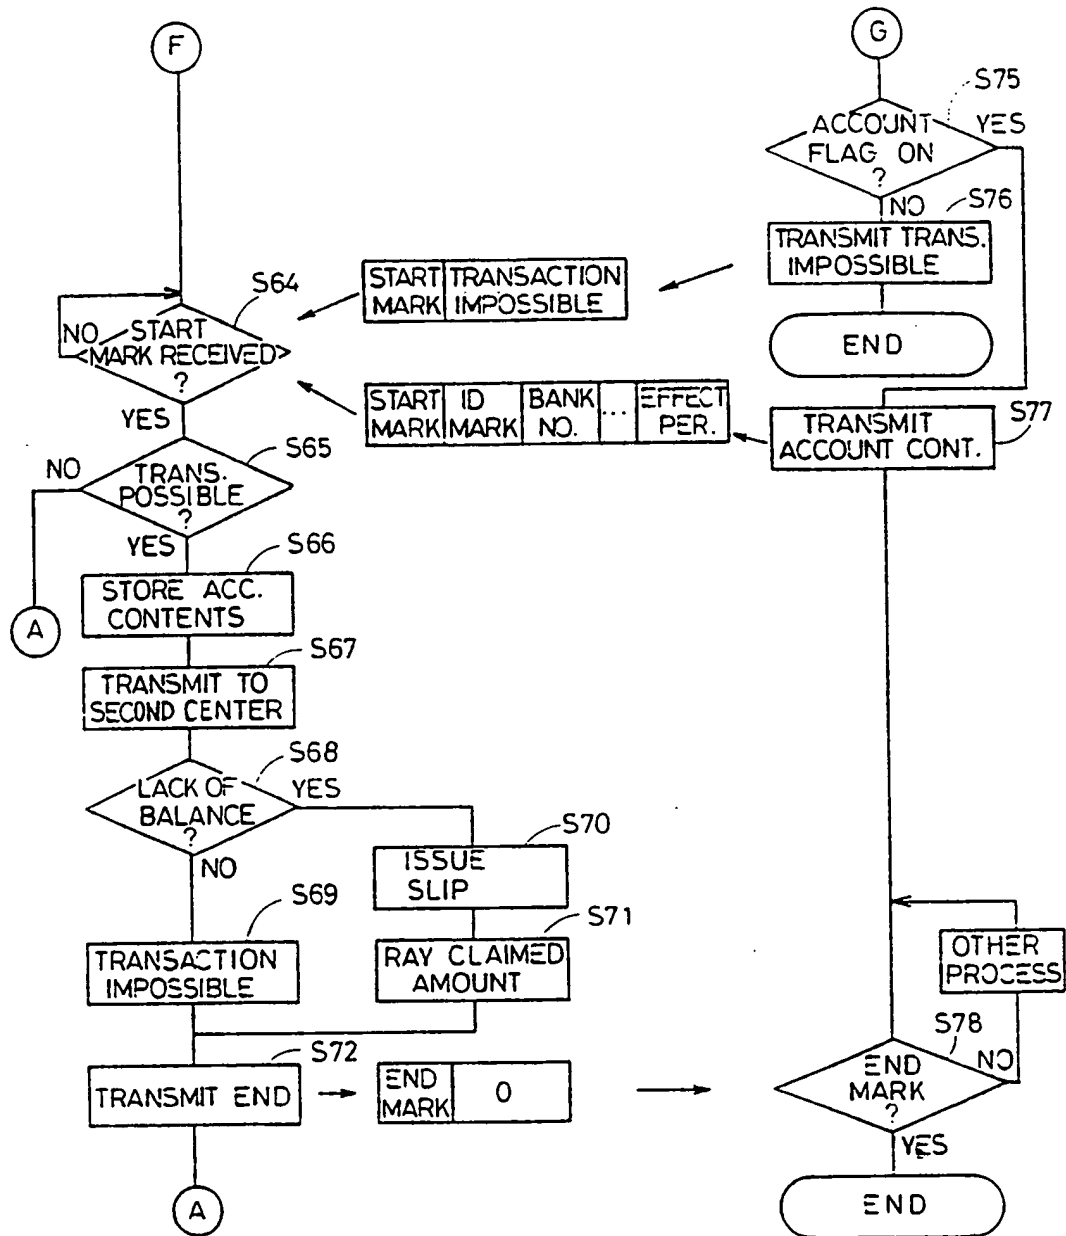 F
S64
NO
START
MARK RECEIVED
?
YES
S65
NO
TRANS.
POSSIBLE
?
YES
A
S66
STORE ACC.
CONTENTS
S67
TRANSMIT TO
SECOND CENTER
S68
LACK OF
BALANCE
?
YES
NO
S69
TRANSACTION
IMPOSSIBLE
S70
ISSUE
SLIP
S71
RAY CLAIMED
AMOUNT
S72
TRANSMIT END
END
MARK
0
A
START
MARK
TRANSACTION
IMPOSSIBLE
START
MARK
ID
MARK
BANK
NO.
...
EFFECT
PER.
G
S75
ACCOUNT
FLAG ON
?
YES
NO
S76
TRANSMIT TRANS.
IMPOSSIBLE
END
S77
TRANSMIT
ACCOUNT CONT.
OTHER
PROCESS
S78
END
MARK
?
NO
YES
END